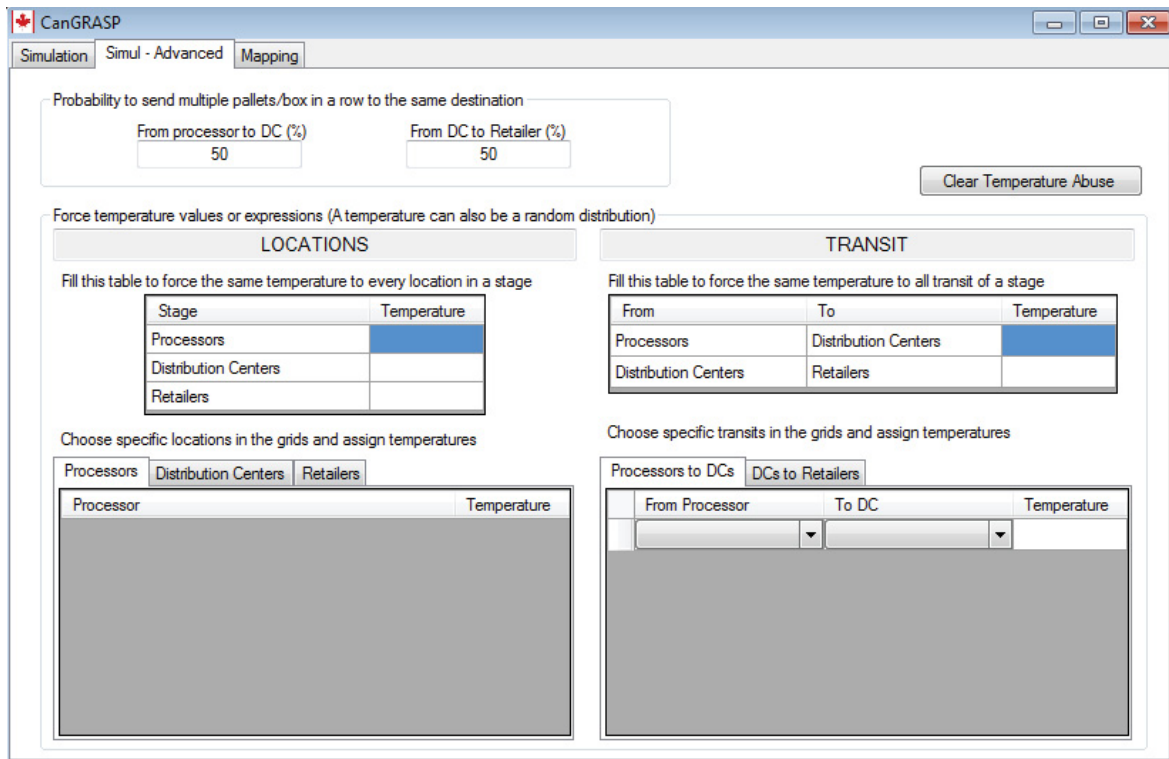 CanGRASP
Simulation Simul - Advanced Mapping
Probability to send multiple pallets/box in a row to the same destination
From processor to DC (%) From DC to Retailer (%)
50 50
Clear Temperature Abuse
Force temperature values or expressions (A temperature can also be a random distribution)
LOCATIONS
Fill this table to force the same temperature to every location in a stage
Stage Temperature
Processors
Distribution Centers
Retailers
Choose specific locations in the grids and assign temperatures
Processors Distribution Centers Retailers
Processor Temperature
TRANSIT
Fill this table to force the same temperature to all transit of a stage
From To Temperature
Processors Distribution Centers
Distribution Centers Retailers
Choose specific transits in the grids and assign temperatures
Processors to DCs DCs to Retailers
From Processor To DC Temperature